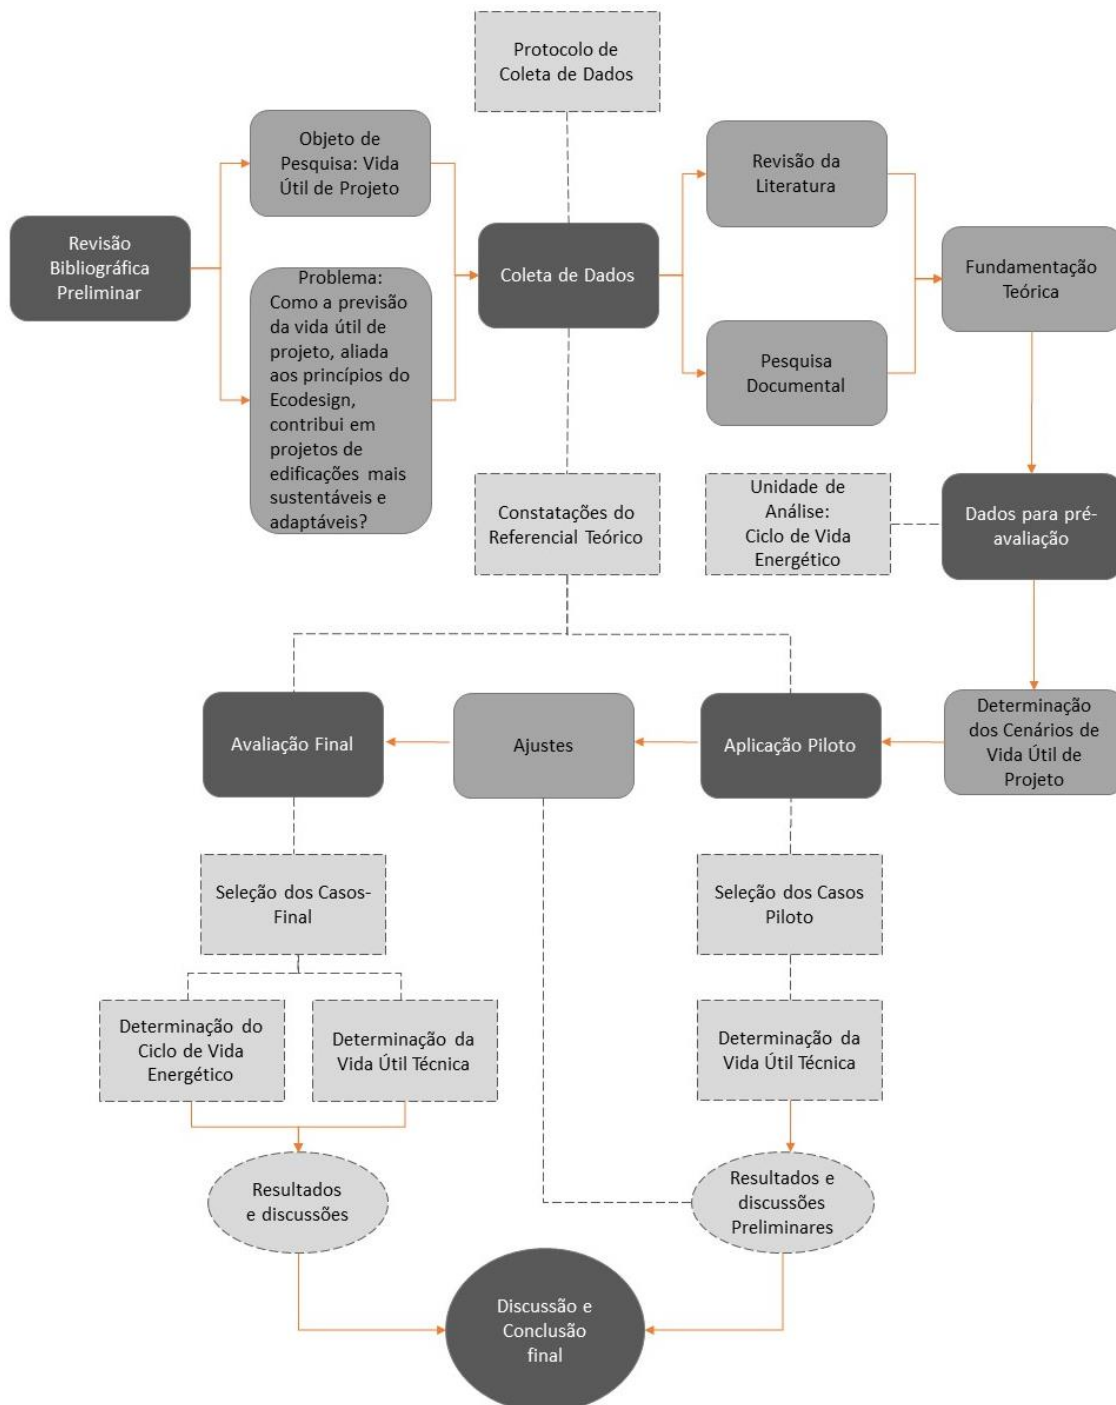 Protocolo de
Coleta de Dados
Objeto de
Pesquisa: Vida
Útil de Projeto
Revisão da
Literatura
Revisão
Bibliográfica
Preliminar
Problema:
Como a previsão
da vida útil de
projeto, aliada
aos princípios do
Ecodesign,
contribui em
projetos de
edificações mais
sustentáveis e
adaptáveis?
Coleta de Dados
Fundamentação
Teórica
Pesquisa
Documental
Constatações do
Referencial Teórico
Unidade de
Análise:
Ciclo de Vida
Energético
Dados para pré-
avaliação
Avaliação Final
Ajustes
Aplicação Piloto
Determinação
dos Cenários de
Vida Útil de
Projeto
Seleção dos Casos-
Final
Seleção dos Casos
Piloto
Determinação do
Ciclo de Vida
Energético
Determinação da
Vida Útil Técnica
Determinação da
Vida Útil Técnica
Resultados
e discussões
Resultados e
discussões
Preliminares
Discussão e
Conclusão
final